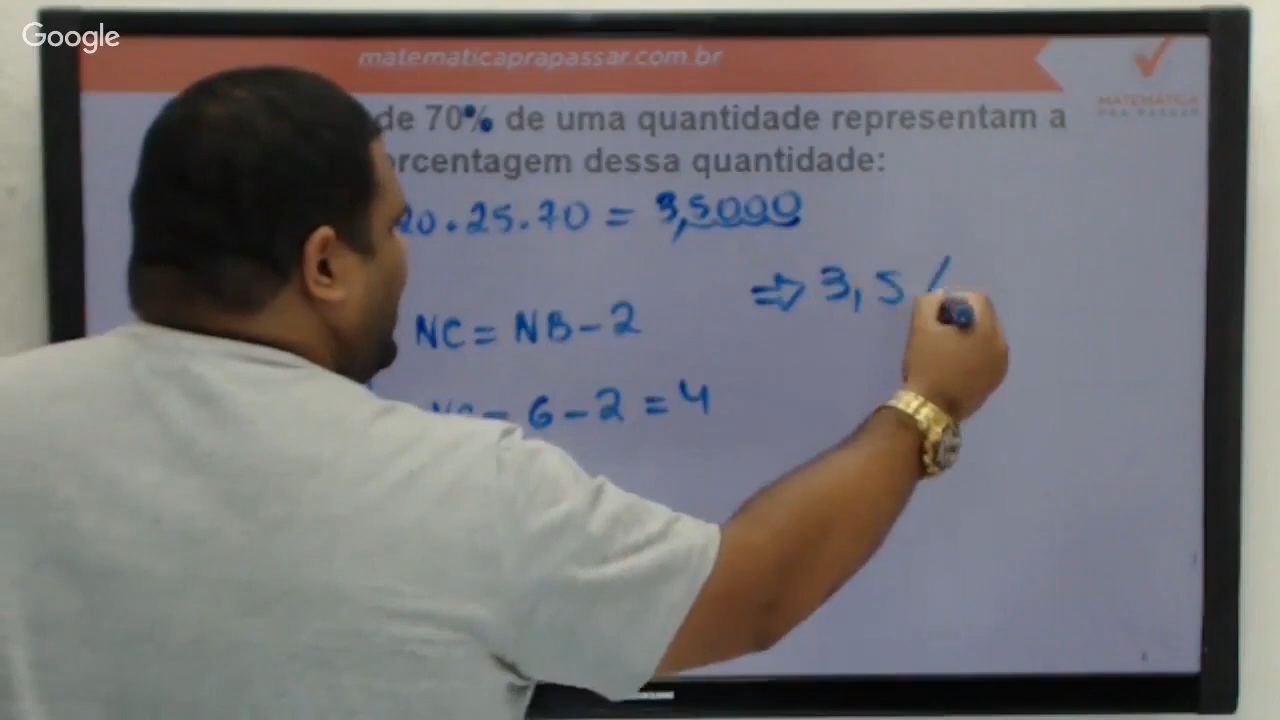 Google
matematicaprapassar.com.br
MATEMÁTICA
PRA PASSAR
de 70% de uma quantidade representam a
rcentagem dessa quantidade:
20.25.70 = 3,5000
⇒ 3,5
NC = NB - 2
= 6 - 2 = 4